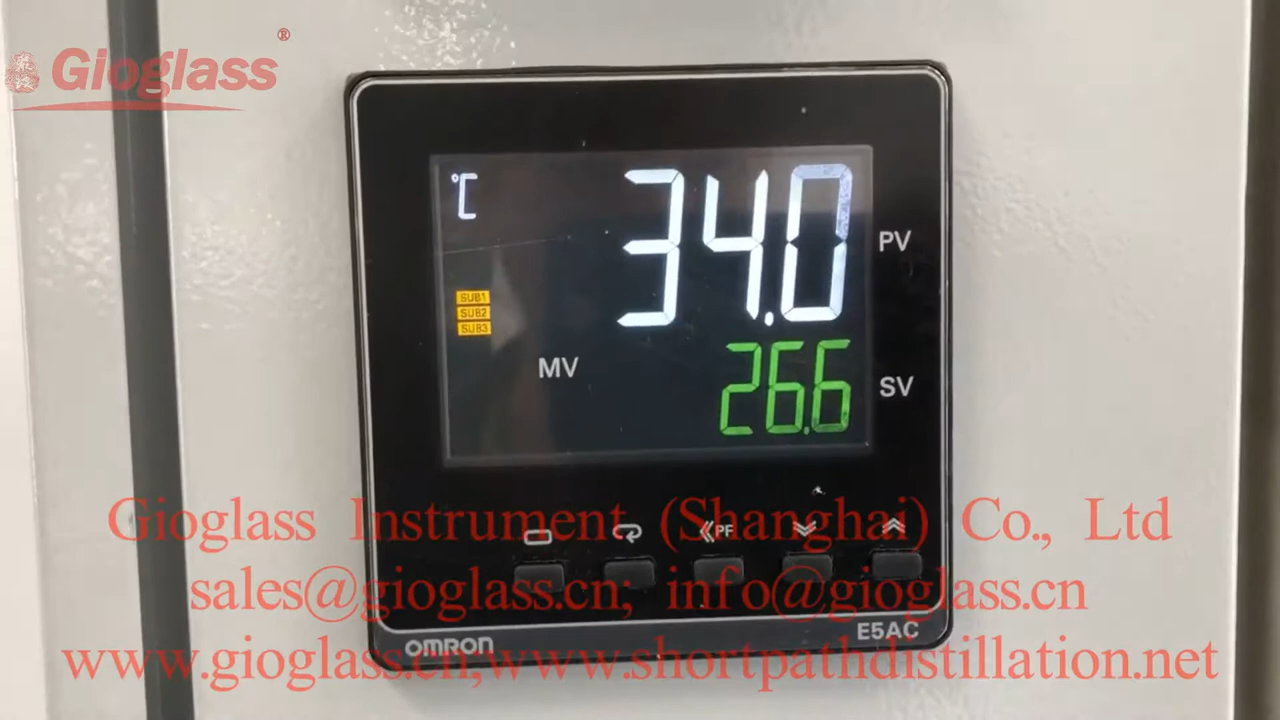 Gioglass®
°C
34.0 PV
SUB1
SUB2
SUB3
MV 26.6 SV
PF
Gioglass Instrument (Shanghai) Co., Ltd
sales@gioglass.cn; info@gioglass.cn
OMRON E5AC
www.gioglass.cn;www.shortpathdistillation.net